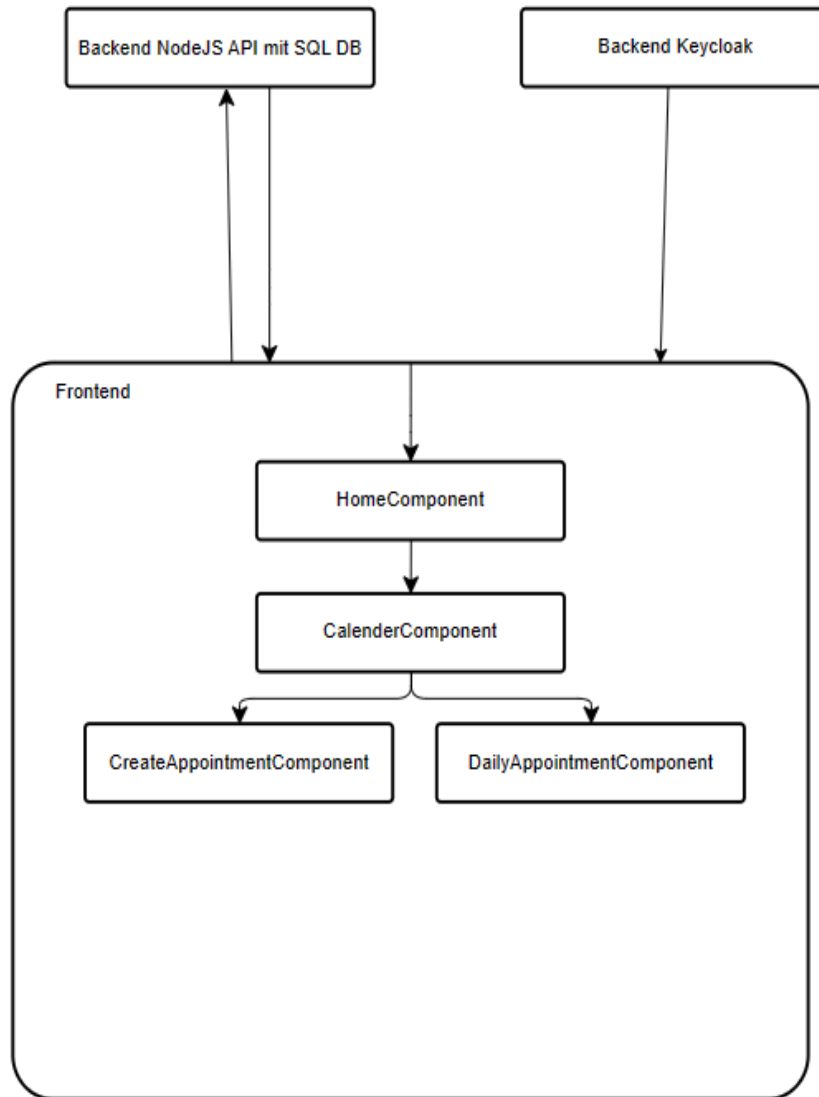 Backend NodeJS API mit SQL DB
Backend Keycloak
Frontend
HomeComponent
CalenderComponent
CreateAppointmentComponent
DailyAppointmentComponent